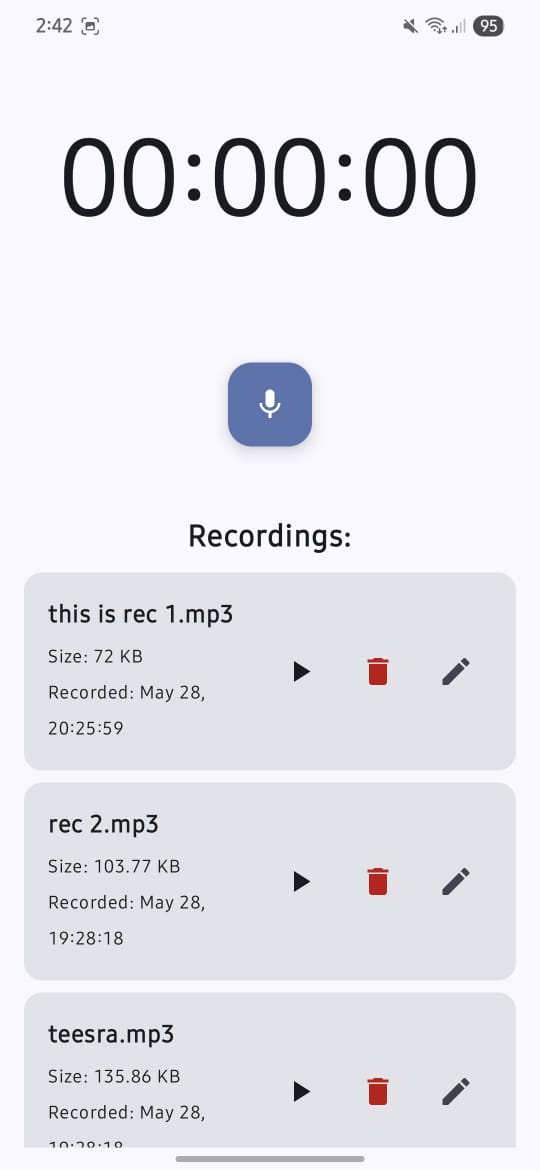 2:42
95
00:00:00
Recordings:
this is rec 1.mp3
Size: 72 KB
Recorded: May 28,
20:25:59
rec 2.mp3
Size: 103.77 KB
Recorded: May 28,
19:28:18
teesra.mp3
Size: 135.86 KB
Recorded: May 28,